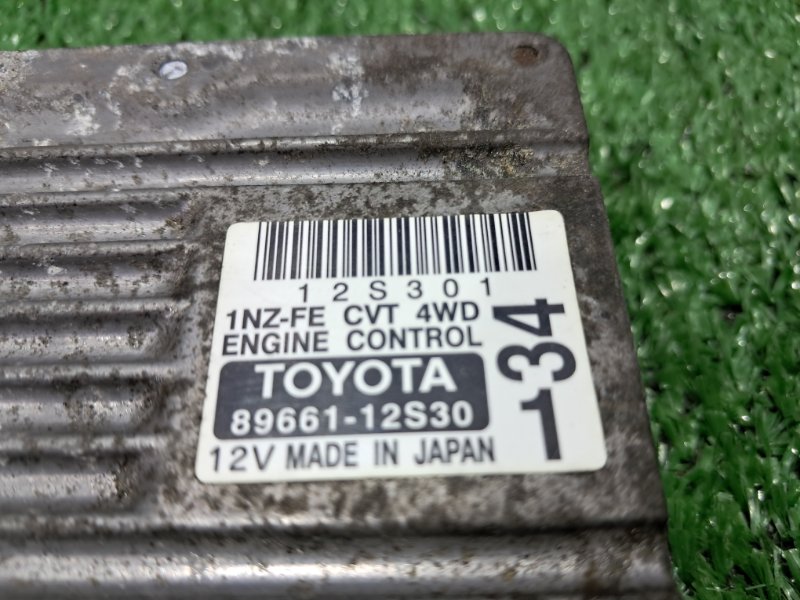 12S301
1NZ-FE CVT 4WD
ENGINE CONTROL
TOYOTA
89661-12S30
12V MADE IN JAPAN
134